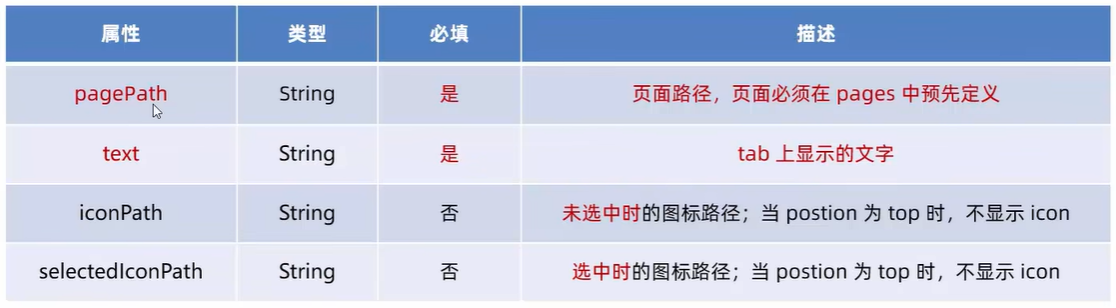 属性 类型 必填 描述
pagePath String 是 页面路径，页面必须在 pages 中预先定义
text String 是 tab 上显示的文字
iconPath String 否 未选中时的图标路径；当 postion 为 top 时，不显示 icon
selectedIconPath String 否 选中时的图标路径；当 postion 为 top 时，不显示 icon